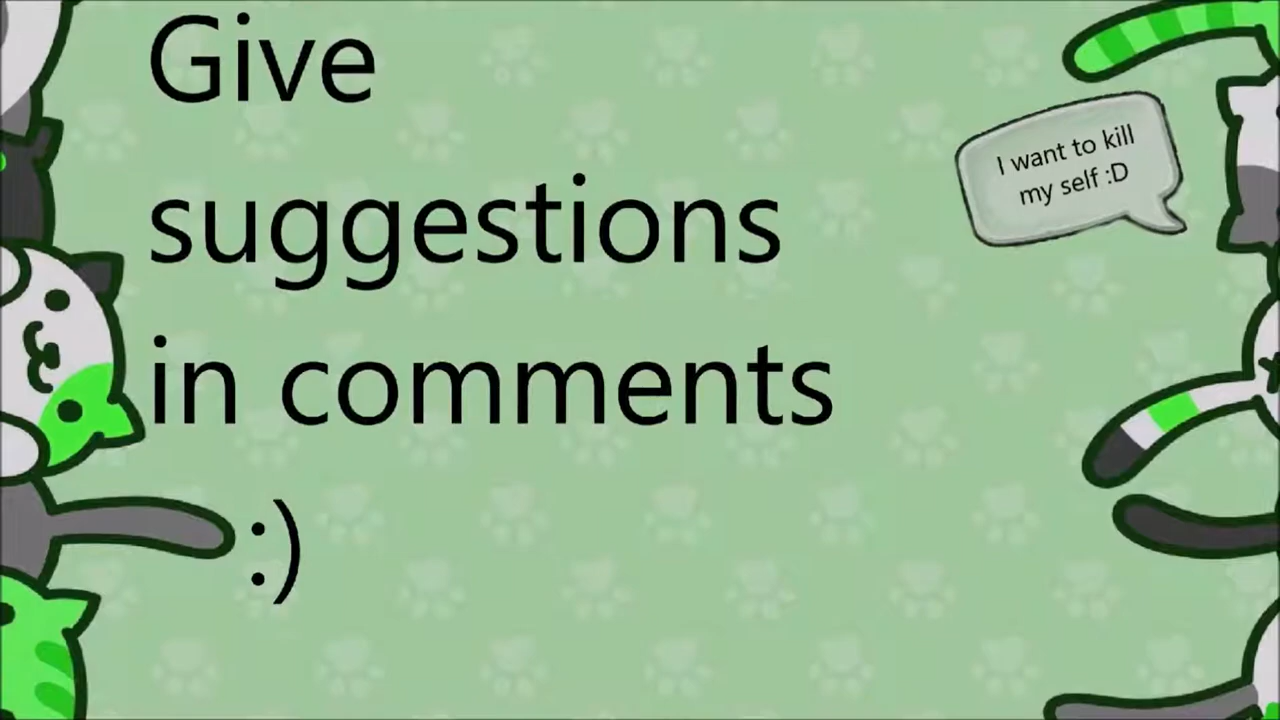 Give
suggestions
in comments
:)
I want to kill
my self :D